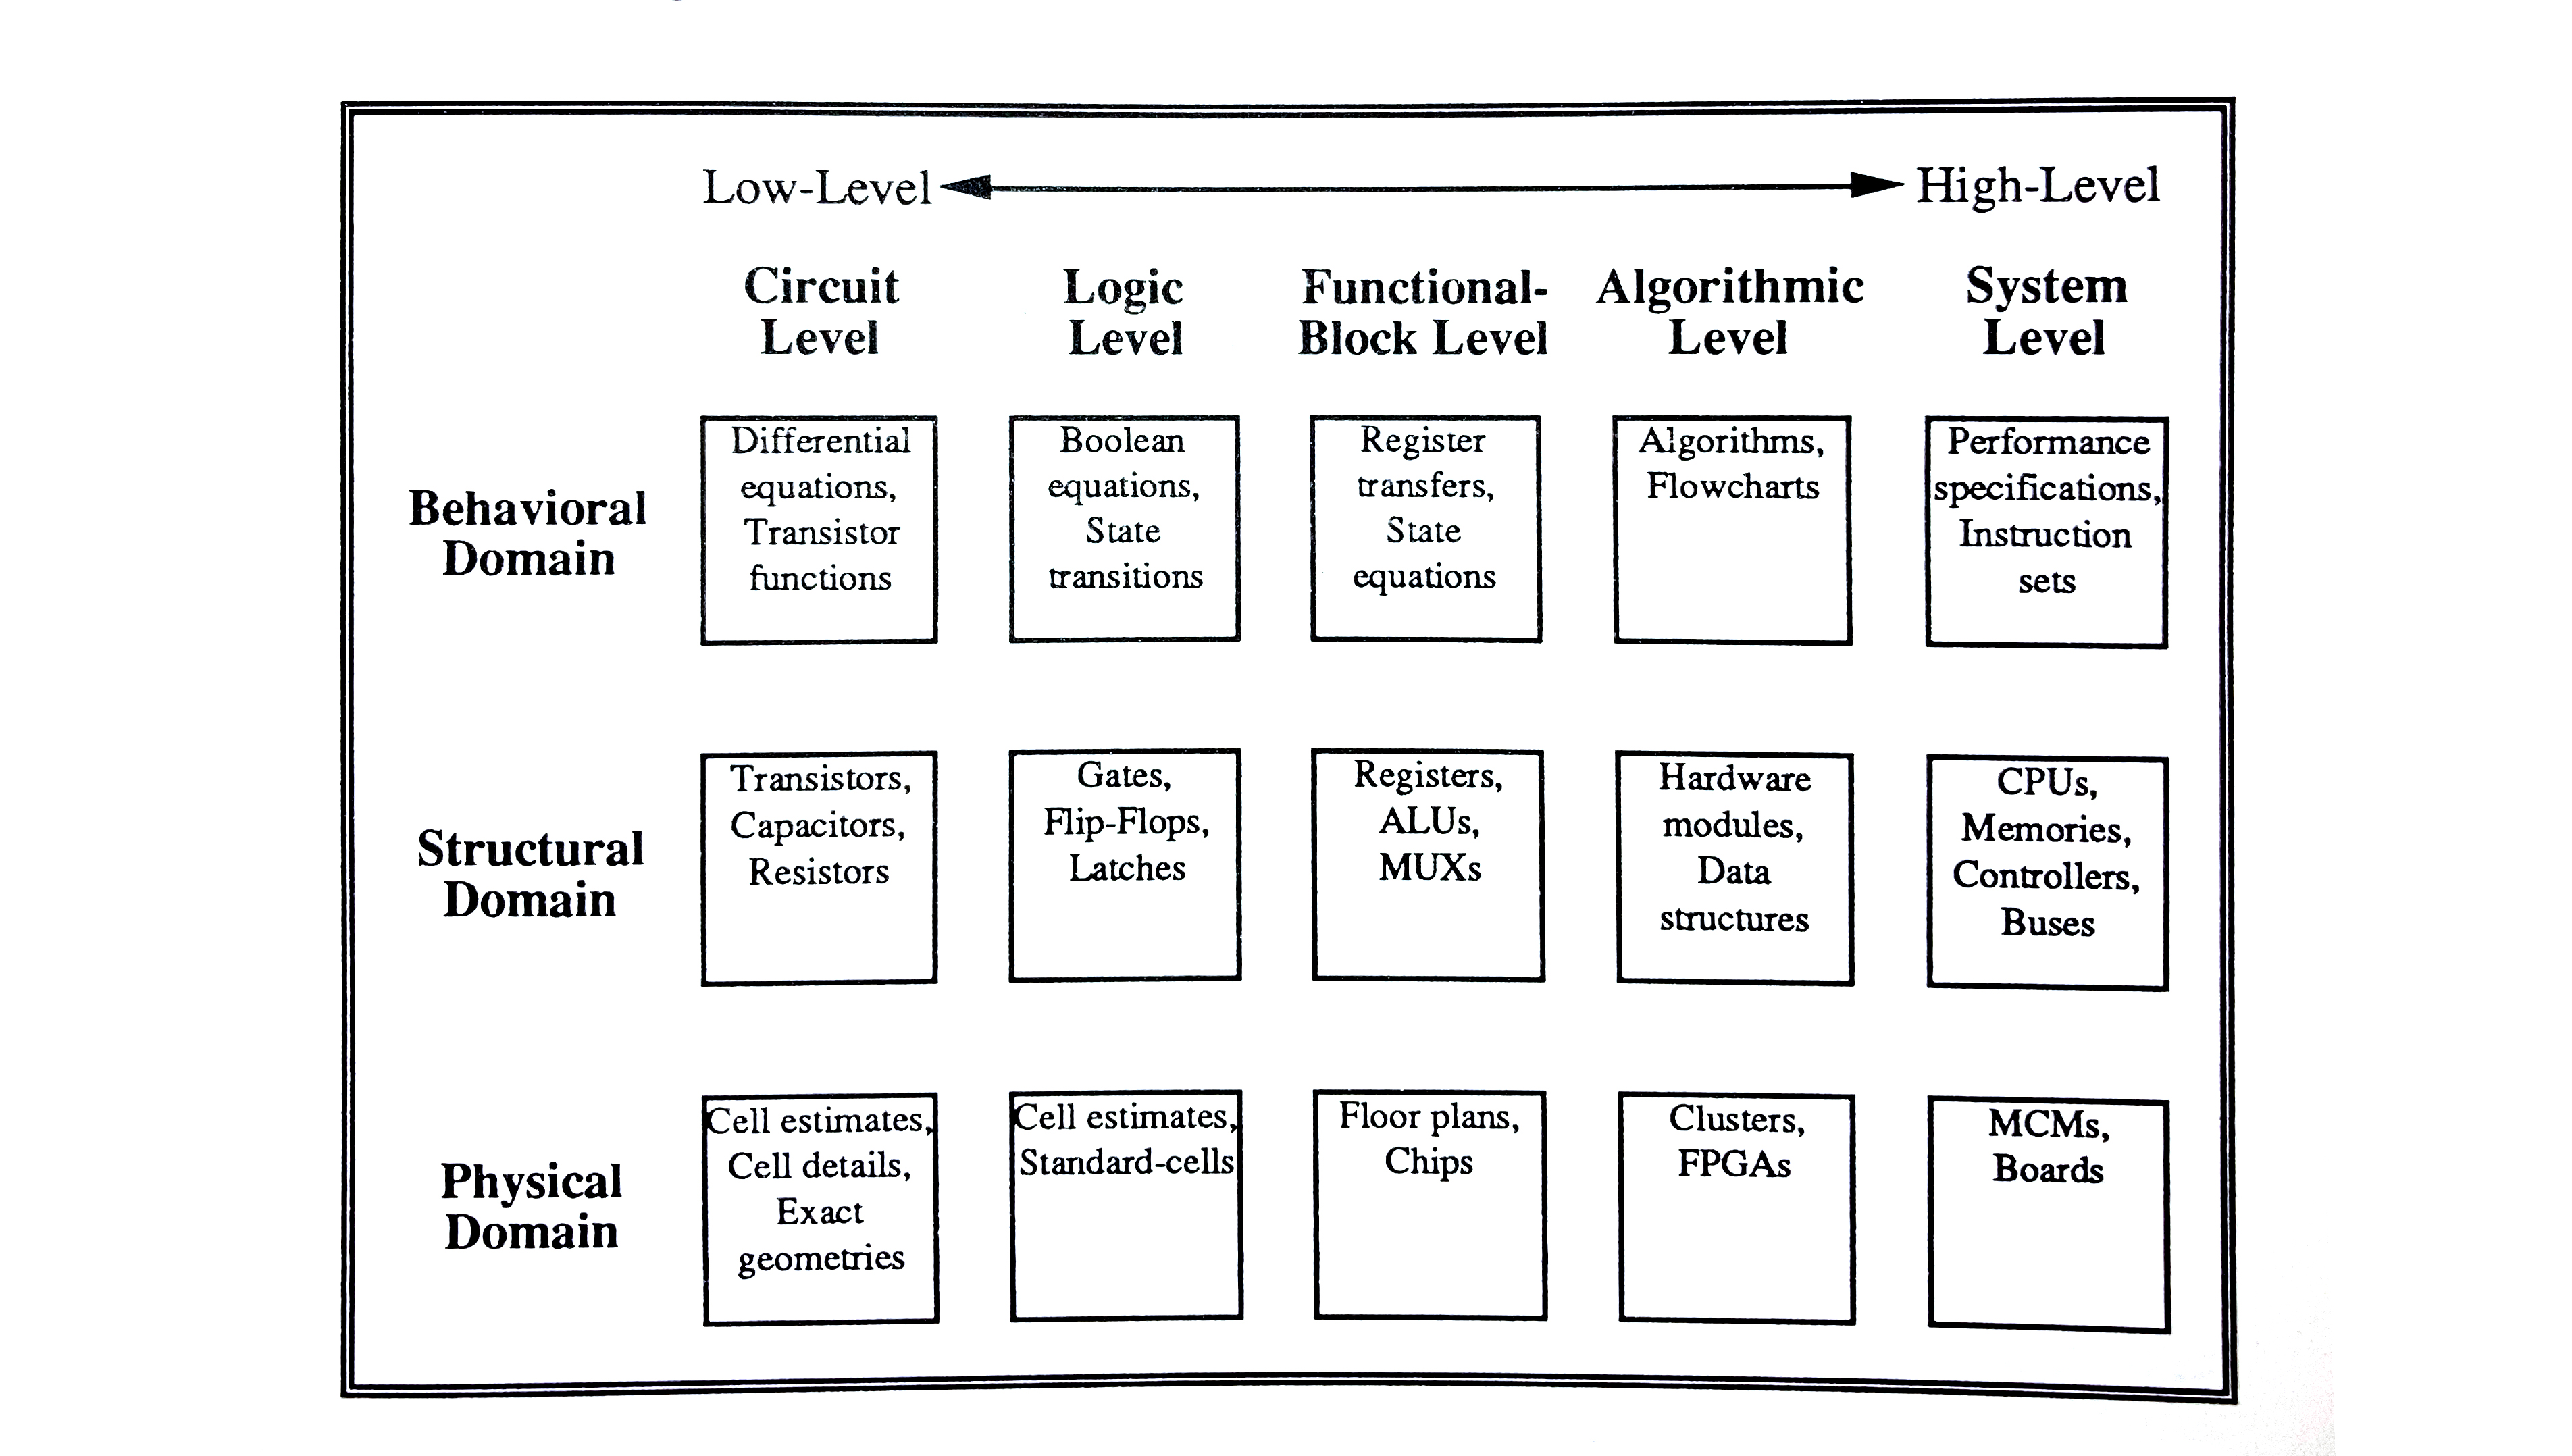 Low-Level High-Level
Circuit Logic Functional- Algorithmic System
Level Level Block Level Level Level
Behavioral
Domain
Differential
equations,
Transistor
functions
Boolean
equations,
State
transitions
Register
transfers,
State
equations
Algorithms,
Flowcharts
Performance
specifications,
Instruction
sets
Structural
Domain
Transistors,
Capacitors,
Resistors
Gates,
Flip-Flops,
Latches
Registers,
ALUs,
MUXs
Hardware
modules,
Data
structures
CPUs,
Memories,
Controllers,
Buses
Physical
Domain
Cell estimates,
Cell details,
Exact
geometries
Cell estimates,
Standard-cells
Floor plans,
Chips
Clusters,
FPGAs
MCMs,
Boards